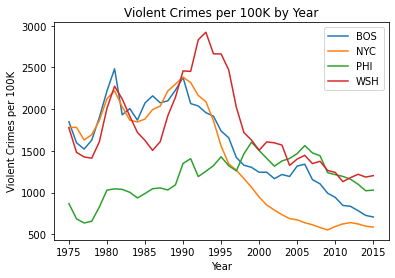 Violent Crimes per 100K by Year
3000
2500
2000
1500
1000
500
Violent Crimes per 100K
BOS
NYC
PHI
WSH
1975 1980 1985 1990 1995 2000 2005 2010 2015
Year